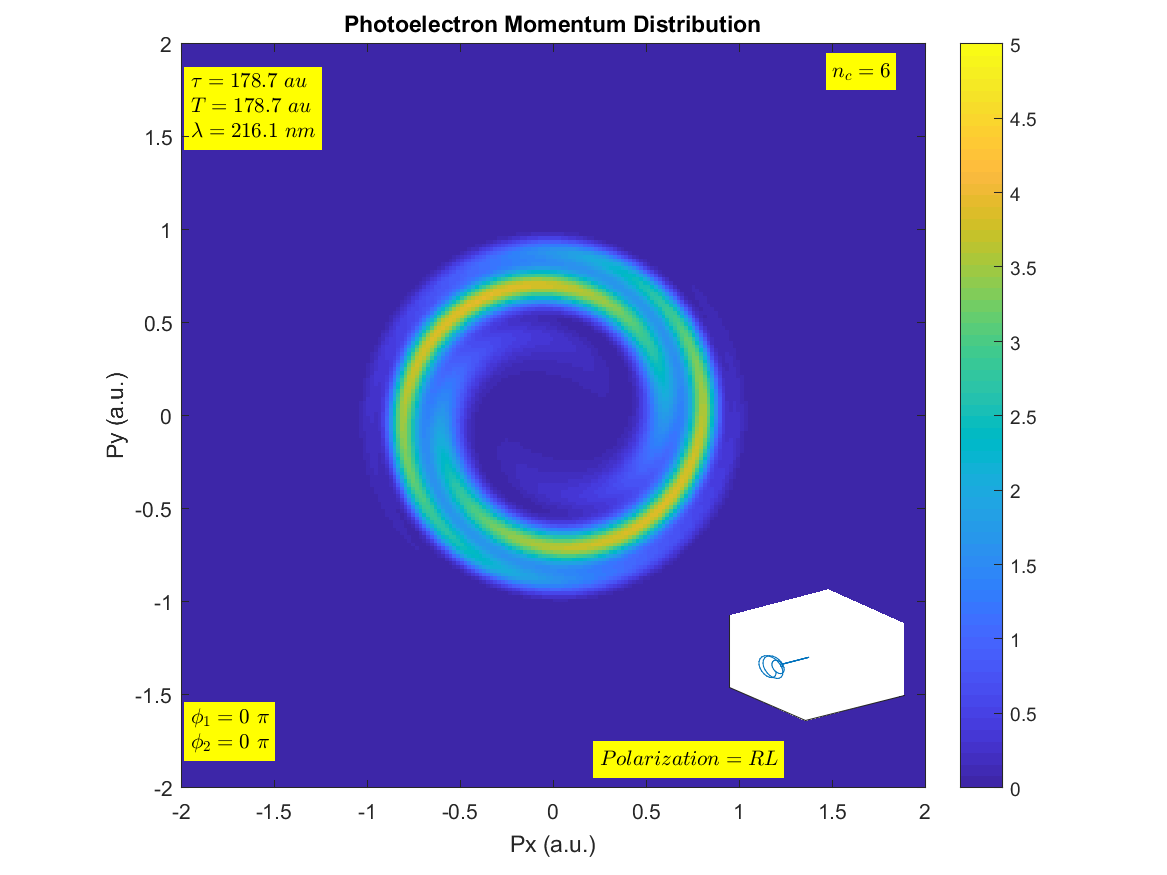 Photoelectron Momentum Distribution
τ = 178.7 au
T = 178.7 au
λ = 216.1 nm
n_c = 6
ϕ_1 = 0 π
ϕ_2 = 0 π
Polarization = RL
2
1.5
1
0.5
0
-0.5
-1
-1.5
-2
Py (a.u.)
-2
-1.5
-1
-0.5
0
0.5
1
1.5
2
Px (a.u.)
5
4.5
4
3.5
3
2.5
2
1.5
1
0.5
0